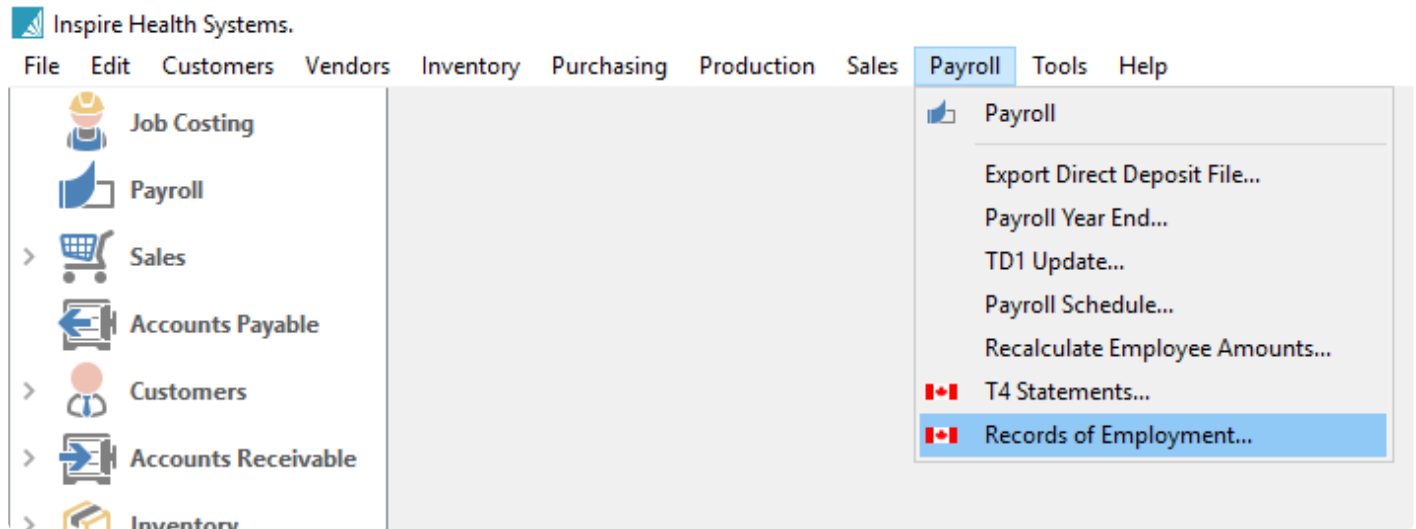 Inspire Health Systems.
File Edit Customers Vendors Inventory Purchasing Production Sales Payroll Tools Help
Job Costing
Payroll
Sales
Accounts Payable
Customers
Accounts Receivable
Inventory
Payroll
Export Direct Deposit File...
Payroll Year End...
TD1 Update...
Payroll Schedule...
Recalculate Employee Amounts...
T4 Statements...
Records of Employment...